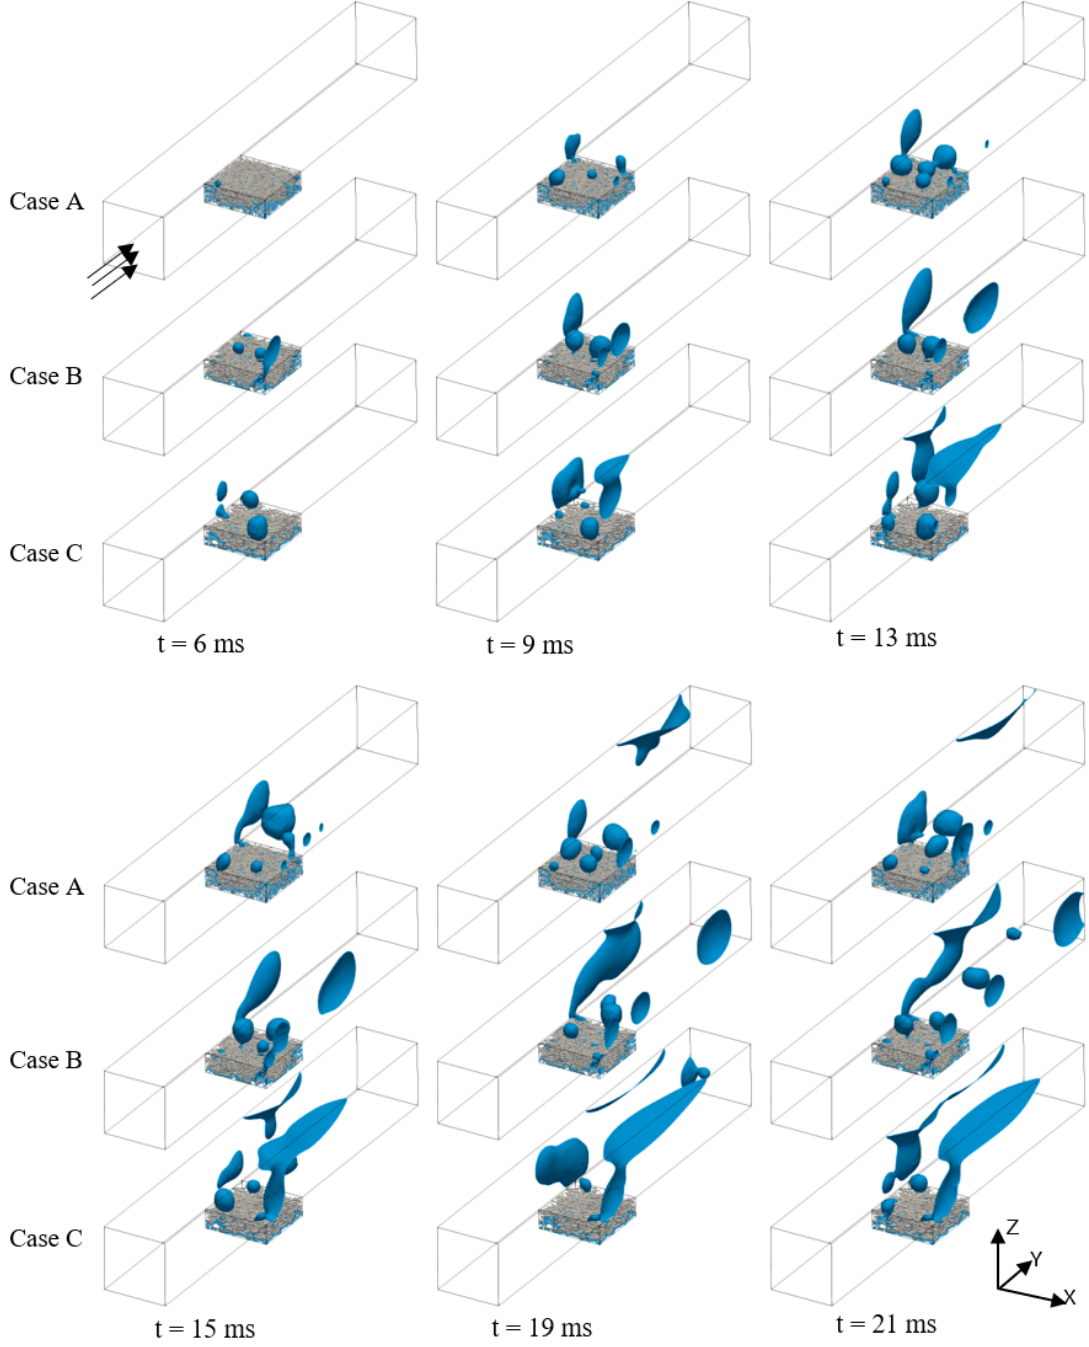 Case A
Case B
Case C
t = 6 ms
t = 9 ms
t = 13 ms
Case A
Case B
Case C
Z
Y
X
t = 15 ms
t = 19 ms
t = 21 ms